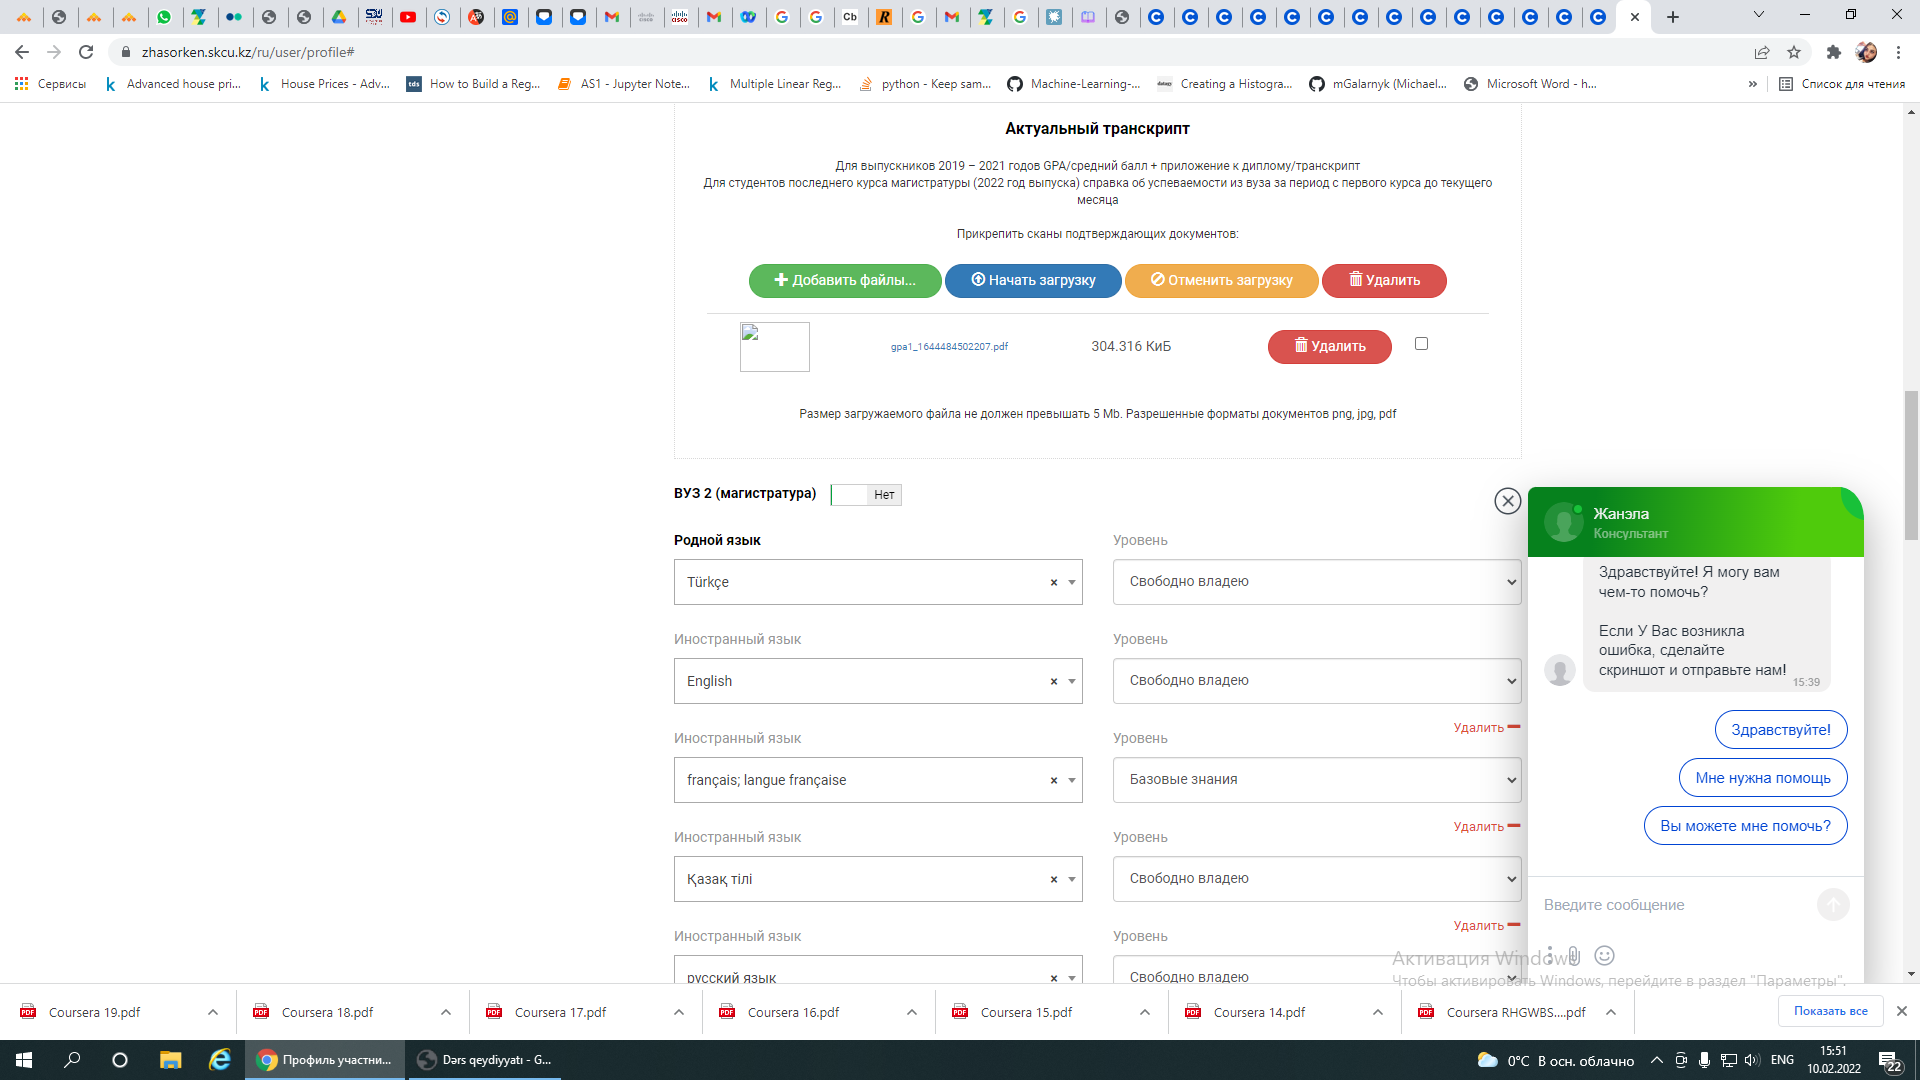 zhasorken.skcu.kz/ru/user/profile#
Сервисы
Advanced house pri...
House Prices - Adv...
How to Build a Reg...
AS1 - Jupyter Note...
Multiple Linear Reg...
python - Keep sam...
Machine-Learning-...
Creating a Histogra...
mGalarnyk (Michael...
Microsoft Word - h...
»
Список для чтения
Актуальный транскрипт
Для выпускников 2019 – 2021 годов GPA/средний балл + приложение к диплому/транскрипт
Для студентов последнего курса магистратуры (2022 год выпуска) справка об успеваемости из вуза за период с первого курса до текущего
месяца
Прикрепить сканы подтверждающих документов:
Добавить файлы...
Начать загрузку
Отменить загрузку
Удалить
gpa1_1644484502207.pdf
304.316 КиБ
Удалить
Размер загружаемого файла не должен превышать 5 Mb. Разрешенные форматы документов png, jpg, pdf
ВУЗ 2 (магистратура)
Нет
Родной язык
Уровень
Türkçe
Свободно владею
Иностранный язык
Уровень
English
Свободно владею
Удалить
Иностранный язык
Уровень
français; langue française
Базовые знания
Удалить
Иностранный язык
Уровень
Қазақ тілі
Свободно владею
Удалить
Иностранный язык
Уровень
русский язык
Свободно владею
Жанэла
Консультант
Здравствуйте! Я могу вам
чем-то помочь?
Если У Вас возникла
ошибка, сделайте
скриншот и отправьте нам!
15:39
Здравствуйте!
Мне нужна помощь
Вы можете мне помочь?
Введите сообщение
Активация Windows
Чтобы активировать Windows, перейдите в раздел "Параметры".
Coursera 19.pdf
Coursera 18.pdf
Coursera 17.pdf
Coursera 16.pdf
Coursera 15.pdf
Coursera 14.pdf
Coursera RHGWBS....pdf
Показать все
Профиль участни...
Dərs qeydiyyatı - G...
0°C В осн. облачно
ENG
15:51
10.02.2022
22